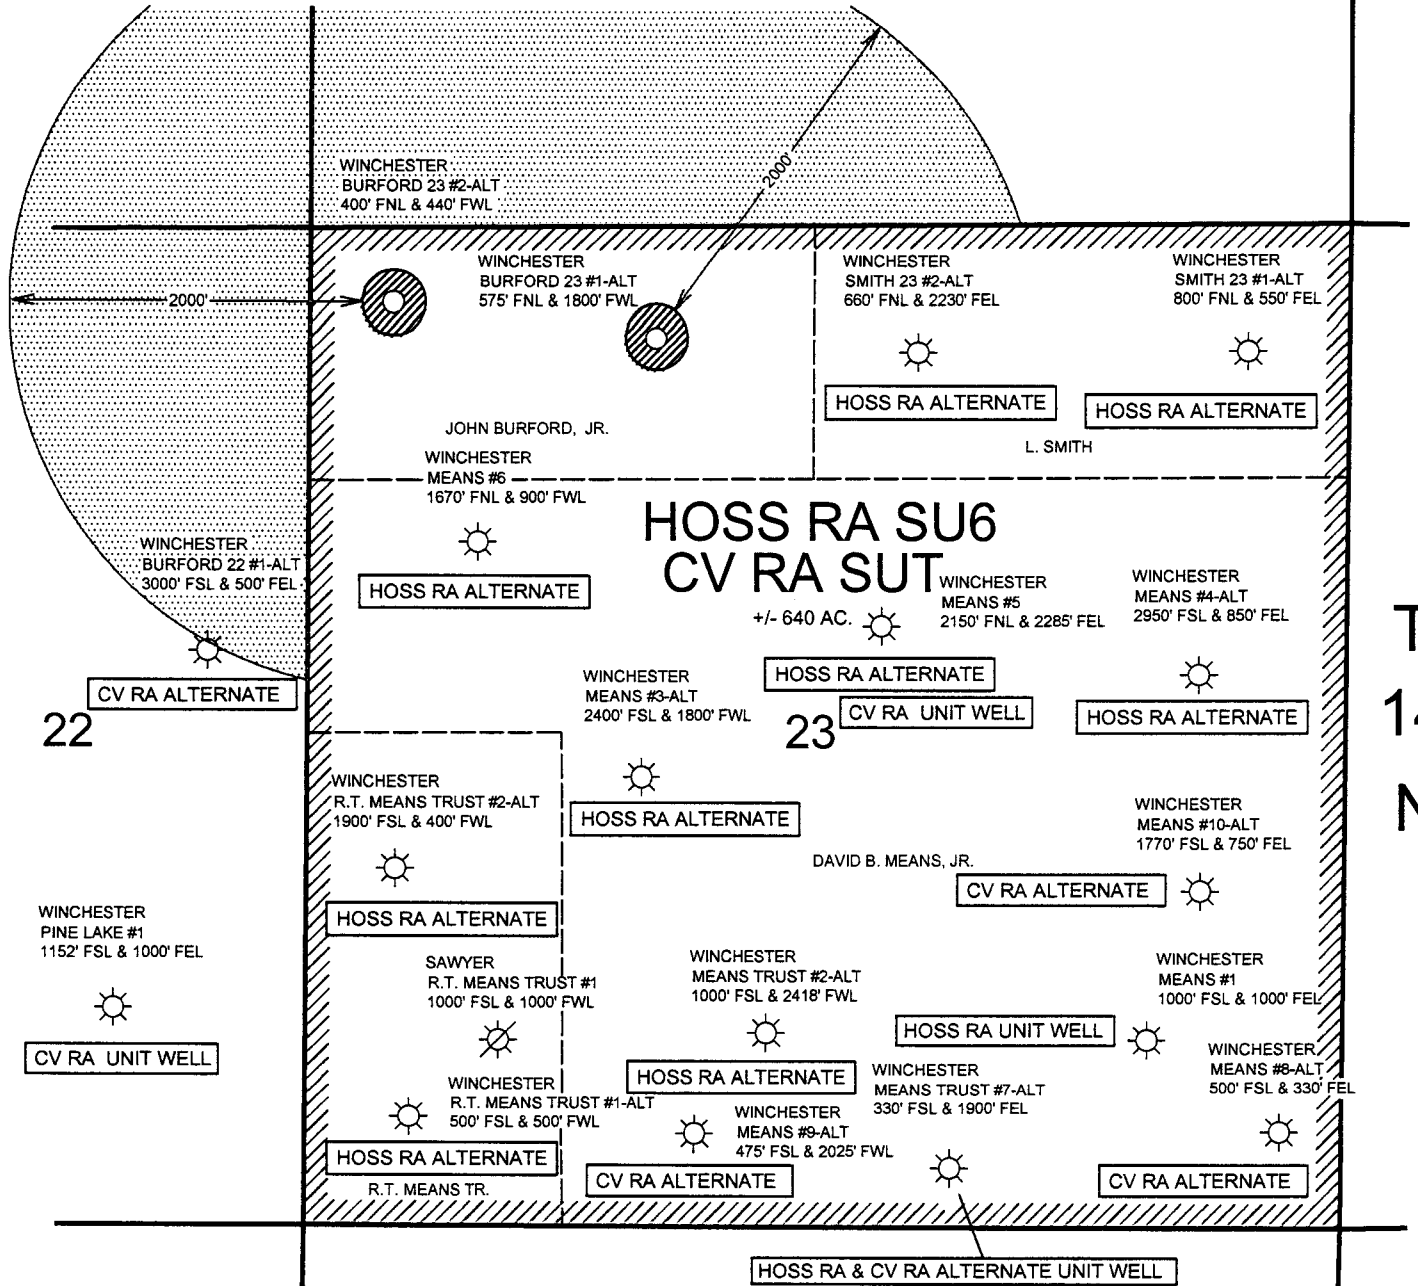 WINCHESTER
BURFORD 23 #2-ALT
400' FNL & 440' FWL
2000'
2000'
WINCHESTER
BURFORD 23 #1-ALT
575' FNL & 1800' FWL
WINCHESTER
SMITH 23 #2-ALT
660' FNL & 2230' FEL
HOSS RA ALTERNATE
WINCHESTER
SMITH 23 #1-ALT
800' FNL & 550' FEL
HOSS RA ALTERNATE
JOHN BURFORD, JR.
L. SMITH
WINCHESTER
MEANS #6
1670' FNL & 900' FWL
HOSS RA ALTERNATE
HOSS RA SU6
CV RA SUT
+/- 640 AC.
WINCHESTER
BURFORD 22 #1-ALT
3000' FSL & 500' FEL
CV RA ALTERNATE
22
WINCHESTER
MEANS #5
2150' FNL & 2285' FEL
HOSS RA ALTERNATE
CV RA UNIT WELL
23
WINCHESTER
MEANS #4-ALT
2950' FSL & 850' FEL
HOSS RA ALTERNATE
T
14
N
WINCHESTER
MEANS #3-ALT
2400' FSL & 1800' FWL
HOSS RA ALTERNATE
WINCHESTER
R.T. MEANS TRUST #2-ALT
1900' FSL & 400' FWL
HOSS RA ALTERNATE
DAVID B. MEANS, JR.
WINCHESTER
MEANS #10-ALT
1770' FSL & 750' FEL
CV RA ALTERNATE
WINCHESTER
PINE LAKE #1
1152' FSL & 1000' FEL
CV RA UNIT WELL
SAWYER
R.T. MEANS TRUST #1
1000' FSL & 1000' FWL
WINCHESTER
MEANS TRUST #2-ALT
1000' FSL & 2418' FWL
HOSS RA ALTERNATE
WINCHESTER
MEANS #1
1000' FSL & 1000' FEL
HOSS RA UNIT WELL
WINCHESTER
R.T. MEANS TRUST #1-ALT
500' FSL & 500' FWL
HOSS RA ALTERNATE
R.T. MEANS TR.
WINCHESTER
MEANS #9-ALT
475' FSL & 2025' FWL
CV RA ALTERNATE
WINCHESTER
MEANS TRUST #7-ALT
330' FSL & 1900' FEL
WINCHESTER
MEANS #8-ALT
500' FSL & 330' FEL
CV RA ALTERNATE
HOSS RA & CV RA ALTERNATE UNIT WELL